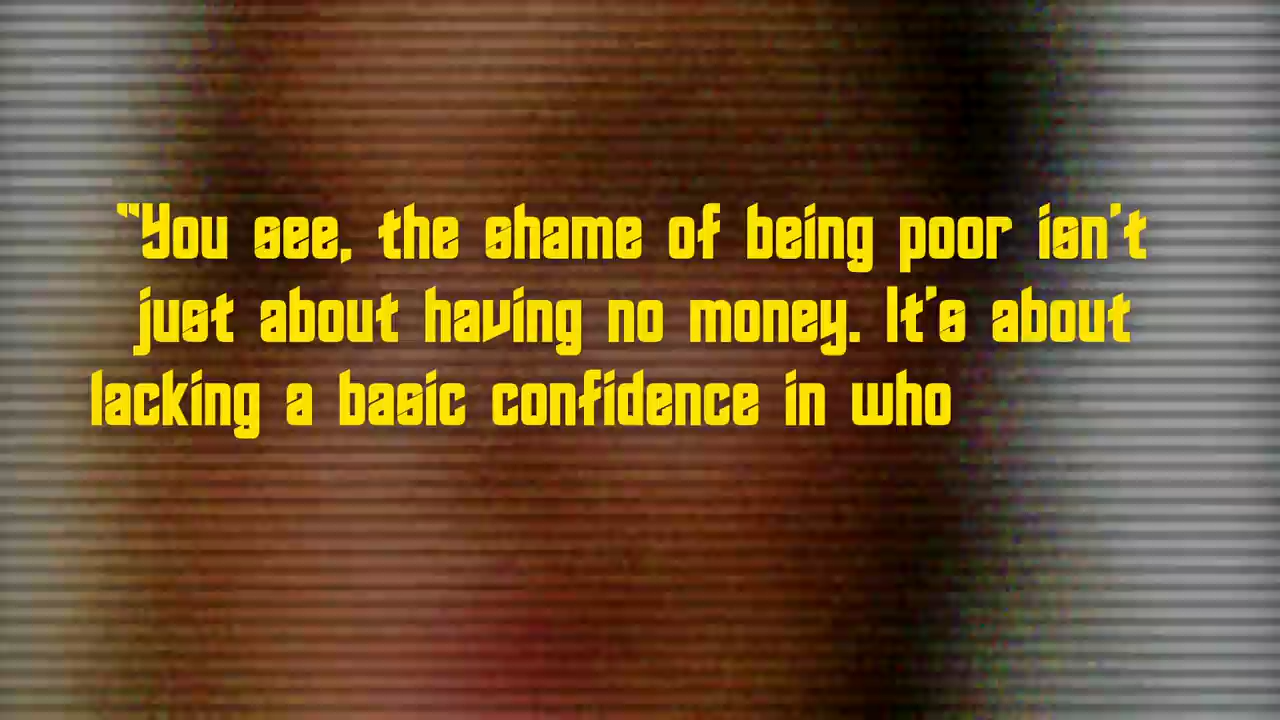 “You see, the shame of being poor isn’t
just about having no money. It’s about
lacking a basic confidence in who